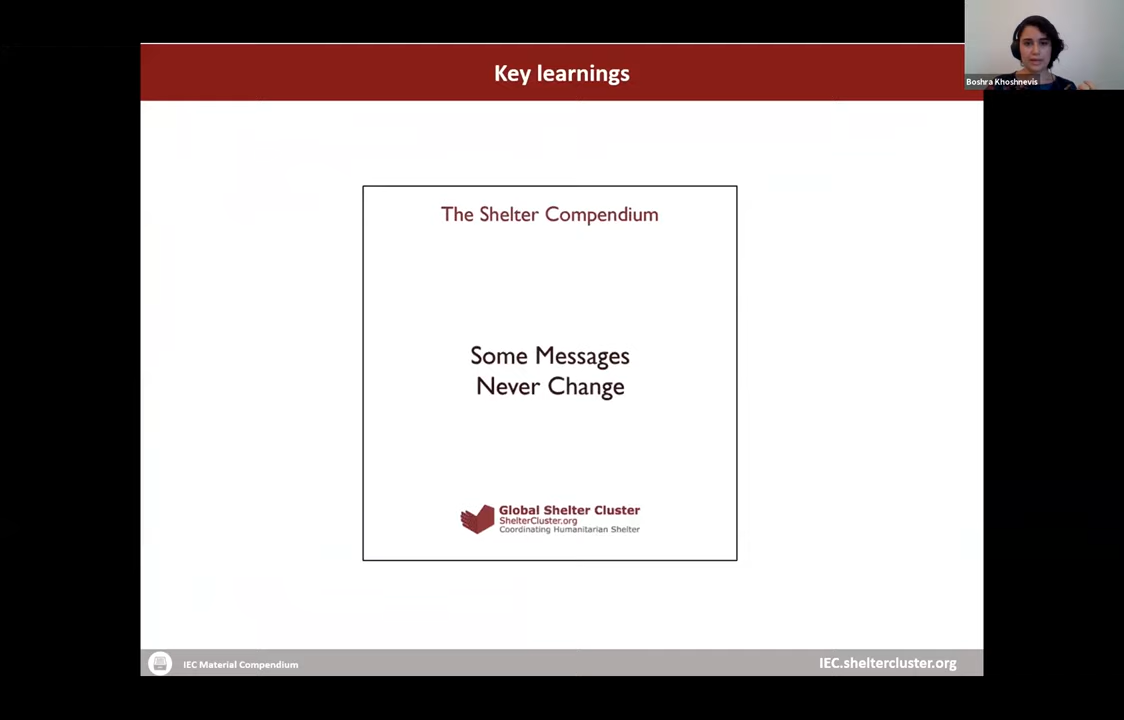 Key learnings
Boshra Khoshnevis
The Shelter Compendium
Some Messages
Never Change
Global Shelter Cluster
ShelterCluster.org
Coordinating Humanitarian Shelter
IEC Material Compendium
IEC.sheltercluster.org